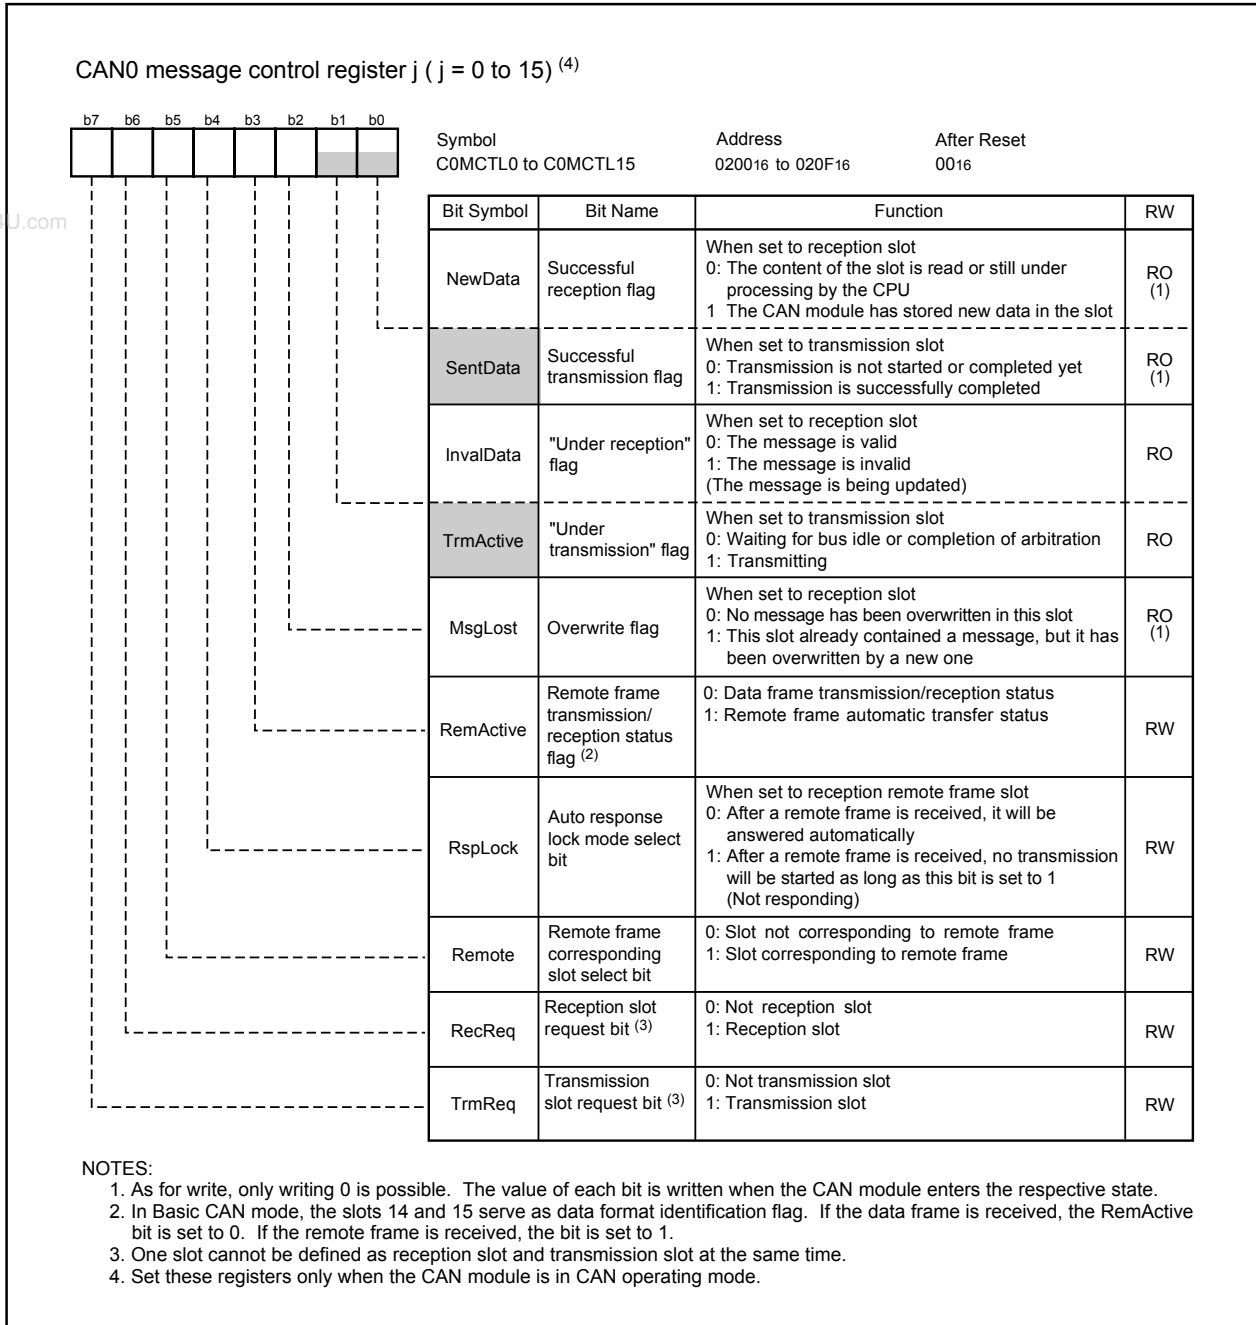 CAN0 message control register j ( j = 0 to 15) (4)
b7 b6 b5 b4 b3 b2 b1 b0
Symbol Address After Reset
C0MCTL0 to C0MCTL15 020016 to 020F16 0016
4U.com
Bit Symbol Bit Name Function RW
NewData
Successful
reception flag
When set to reception slot
0: The content of the slot is read or still under
processing by the CPU
1 The CAN module has stored new data in the slot
RO
(1)
SentData
Successful
transmission flag
When set to transmission slot
0: Transmission is not started or completed yet
1: Transmission is successfully completed
RO
(1)
InvalData
"Under reception"
flag
When set to reception slot
0: The message is valid
1: The message is invalid
(The message is being updated)
RO
TrmActive
"Under
transmission" flag
When set to transmission slot
0: Waiting for bus idle or completion of arbitration
1: Transmitting
RO
MsgLost
Overwrite flag
When set to reception slot
0: No message has been overwritten in this slot
1: This slot already contained a message, but it has
been overwritten by a new one
RO
(1)
RemActive
Remote frame
transmission/
reception status
flag (2)
0: Data frame transmission/reception status
1: Remote frame automatic transfer status
RW
RspLock
Auto response
lock mode select
bit
When set to reception remote frame slot
0: After a remote frame is received, it will be
answered automatically
1: After a remote frame is received, no transmission
will be started as long as this bit is set to 1
(Not responding)
RW
Remote
Remote frame
corresponding
slot select bit
0: Slot not corresponding to remote frame
1: Slot corresponding to remote frame
RW
RecReq
Reception slot
request bit (3)
0: Not reception slot
1: Reception slot
RW
TrmReq
Transmission
slot request bit (3)
0: Not transmission slot
1: Transmission slot
RW
NOTES:
1. As for write, only writing 0 is possible. The value of each bit is written when the CAN module enters the respective state.
2. In Basic CAN mode, the slots 14 and 15 serve as data format identification flag. If the data frame is received, the RemActive
bit is set to 0. If the remote frame is received, the bit is set to 1.
3. One slot cannot be defined as reception slot and transmission slot at the same time.
4. Set these registers only when the CAN module is in CAN operating mode.